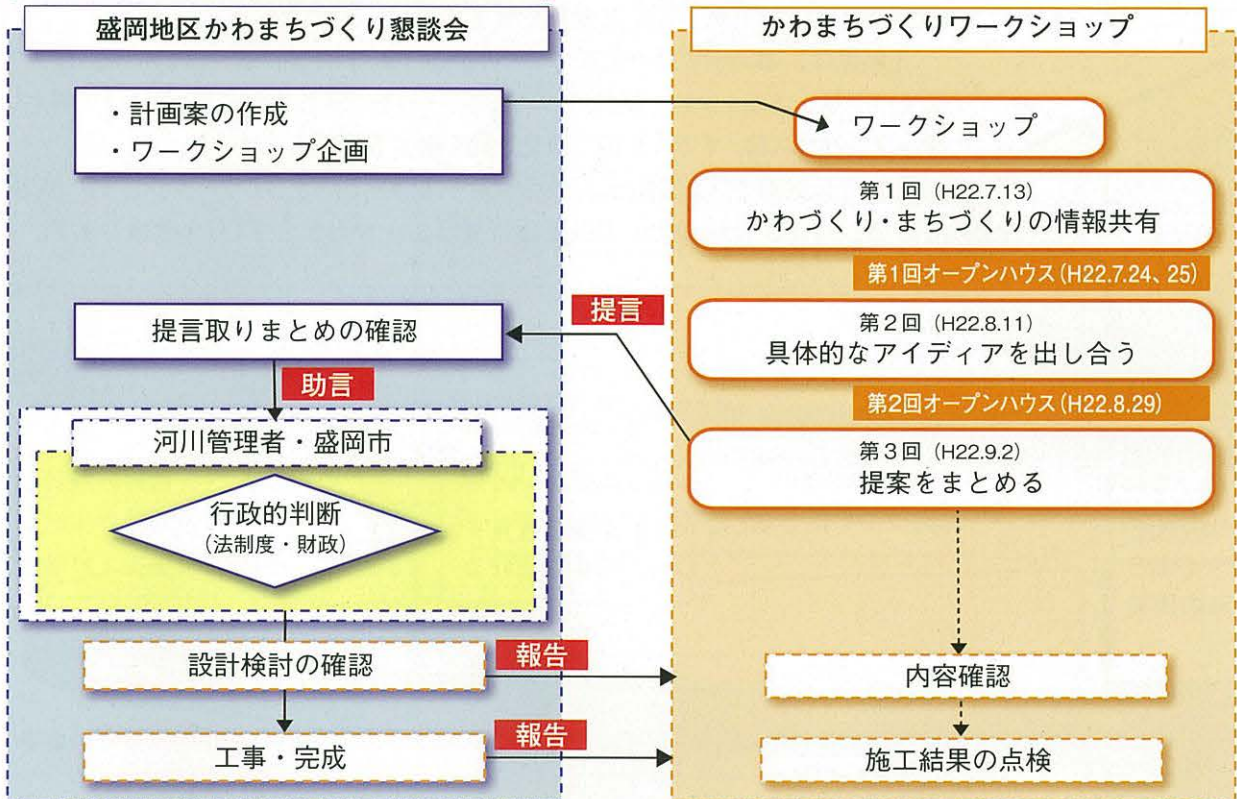 盛岡地区かわまちづくり懇談会
・計画案の作成
・ワークショップ企画
提言取りまとめの確認
助言
河川管理者・盛岡市
行政的判断
（法制度・財政）
設計検討の確認
報告
工事・完成
報告
提言
かわまちづくりワークショップ
ワークショップ
第1回（H22.7.13）
かわづくり・まちづくりの情報共有
第1回オープンハウス（H22.7.24、25）
第2回（H22.8.11）
具体的なアイディアを出し合う
第2回オープンハウス（H22.8.29）
第3回（H22.9.2）
提案をまとめる
内容確認
施工結果の点検